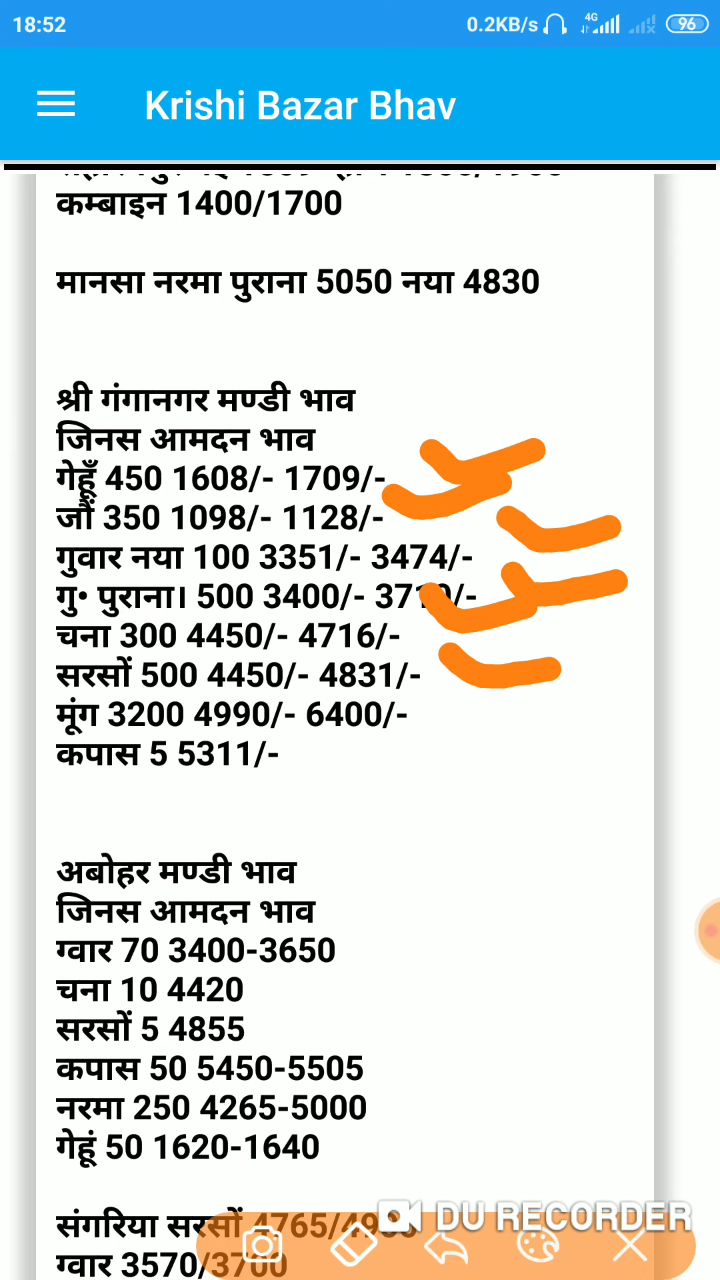 18:52 0.2KB/s 4G 96
Krishi Bazar Bhav
कम्बाइन 1400/1700
मानसा नरमा पुराना 5050 नया 4830
श्री गंगानगर मण्डी भाव
जिनस आमदन भाव
गेहूँ 450 1608/- 1709/-
जौं 350 1098/- 1128/-
गुवार नया 100 3351/- 3474/-
गु• पुराना। 500 3400/-
चना 300 4450/- 4716/-
सरसों 500 4450/- 4831/-
मूंग 3200 4990/- 6400/-
कपास 5 5311/-
अबोहर मण्डी भाव
जिनस आमदन भाव
ग्वार 70 3400-3650
चना 10 4420
सरसों 5 4855
कपास 50 5450-5505
नरमा 250 4265-5000
गेहूं 50 1620-1640
संगरिया सरसों
DU RECORDER
ग्वार 3570/3700